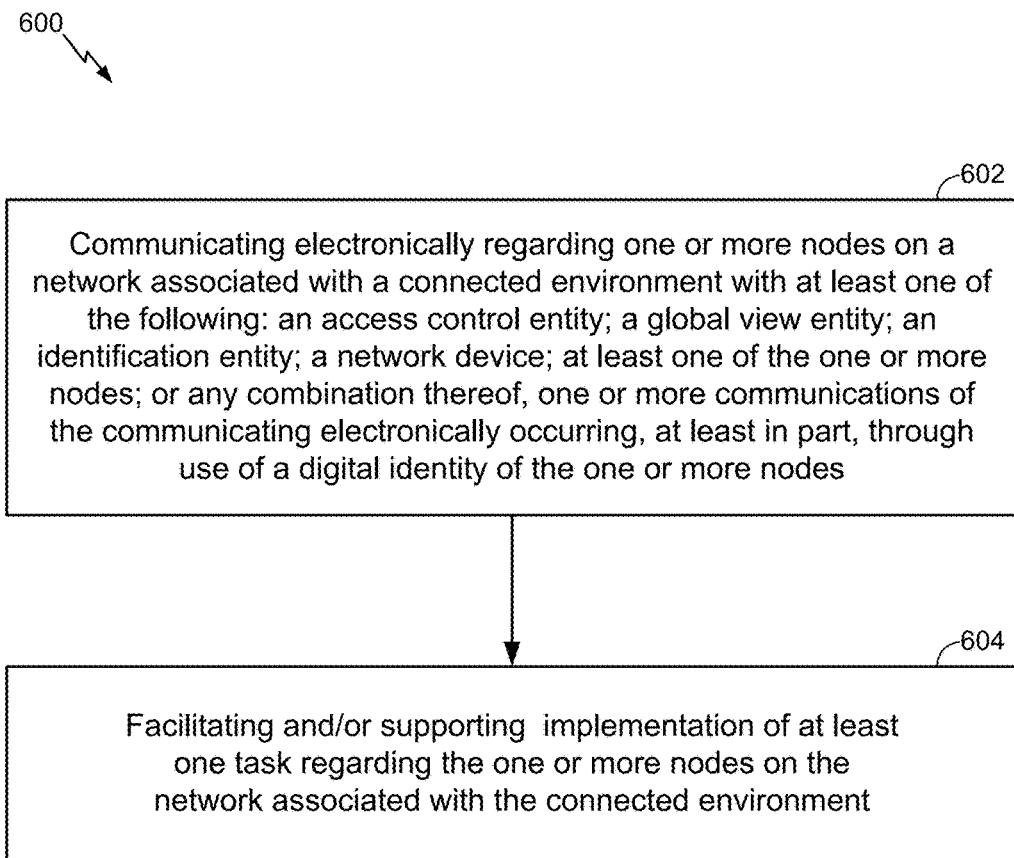 600
602
Communicating electronically regarding one or more nodes on a
network associated with a connected environment with at least one of
the following: an access control entity; a global view entity; an
identification entity; a network device; at least one of the one or more
nodes; or any combination thereof, one or more communications of
the communicating electronically occurring, at least in part, through
use of a digital identity of the one or more nodes
604
Facilitating and/or supporting implementation of at least
one task regarding the one or more nodes on the
network associated with the connected environment